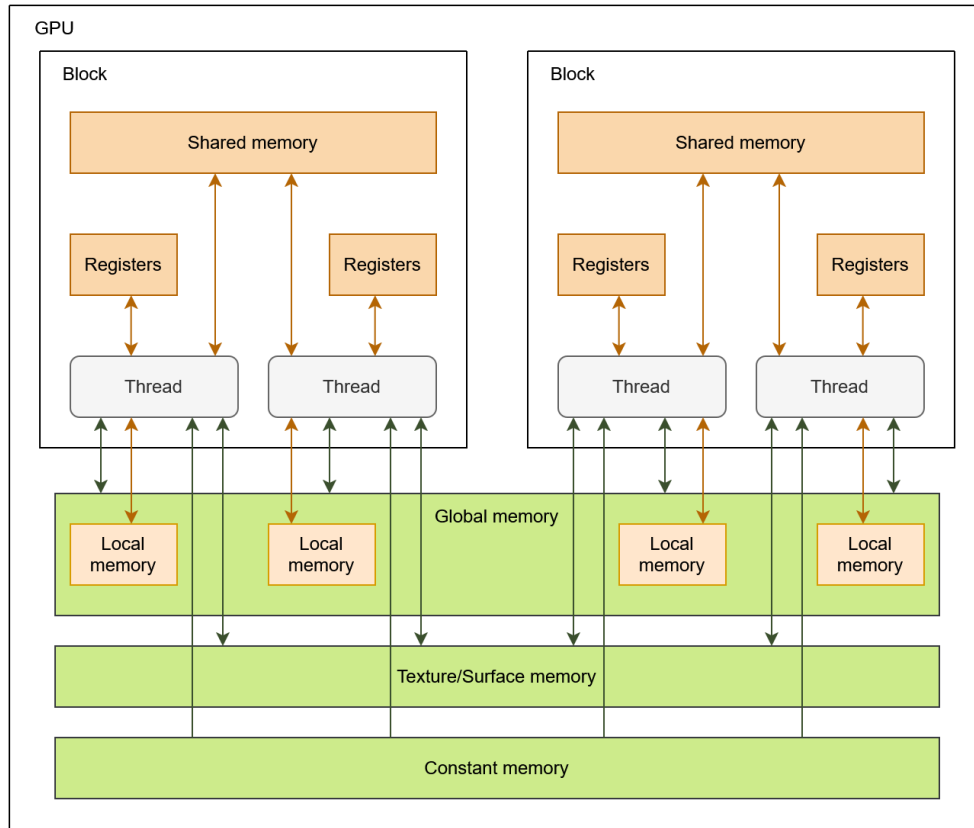 GPU
Block
Shared memory
Registers
Registers
Thread
Thread
Block
Shared memory
Registers
Registers
Thread
Thread
Global memory
Local
memory
Local
memory
Local
memory
Local
memory
Texture/Surface memory
Constant memory